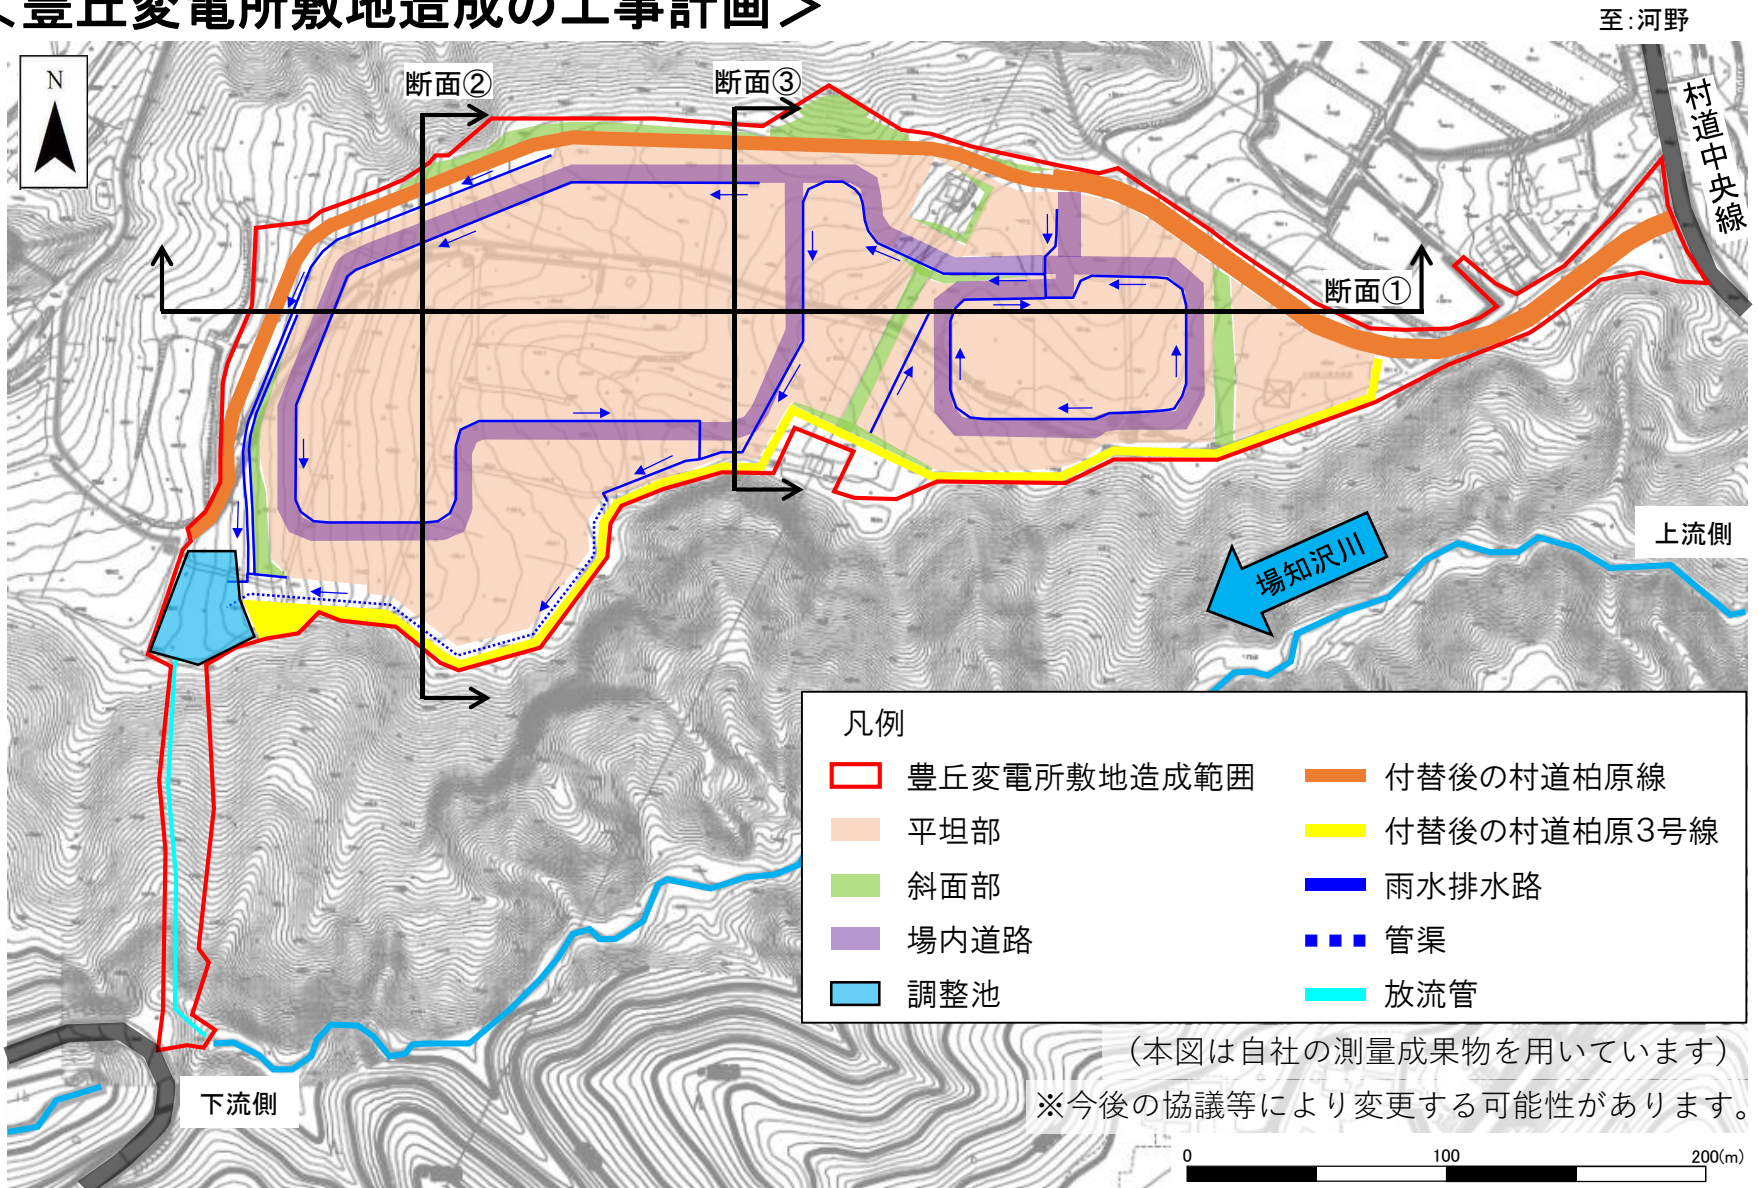 <豊丘変電所敷地造成の工事計画>
至:河野
N
断面②
断面③
村道中央線
断面①
上流側
場知沢川
凡例
豊丘変電所敷地造成範囲
平坦部
斜面部
場内道路
調整池
付替後の村道柏原線
付替後の村道柏原3号線
雨水排水路
管渠
放流管
(本図は自社の測量成果物を用いています)
※今後の協議等により変更する可能性があります。
下流側
0 100 200(m)